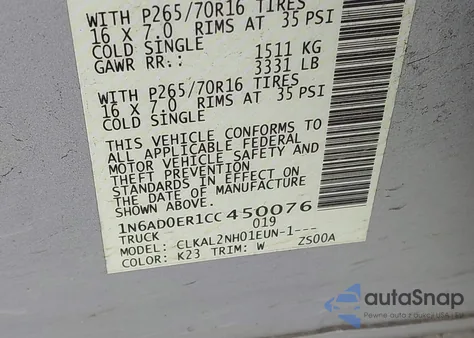 WITH P265/70R16 TIRES
16 X 7.0 RIMS AT 35 PSI
COLD SINGLE
GAWR RR.: 1511 KG
3331 LB
WITH P265/70R16 TIRES
16 X 7.0 RIMS AT 35 PSI
COLD SINGLE
THIS VEHICLE CONFORMS TO
ALL APPLICABLE FEDERAL
MOTOR VEHICLE SAFETY AND
THEFT PREVENTION
STANDARDS IN EFFECT ON
THE DATE OF MANUFACTURE
SHOWN ABOVE.
1N6AD0ER1CC450076
TRUCK 019
MODEL: CLKAL2NH01EUN-1---
COLOR: K23 TRIM: W ZS00A
autoSnap